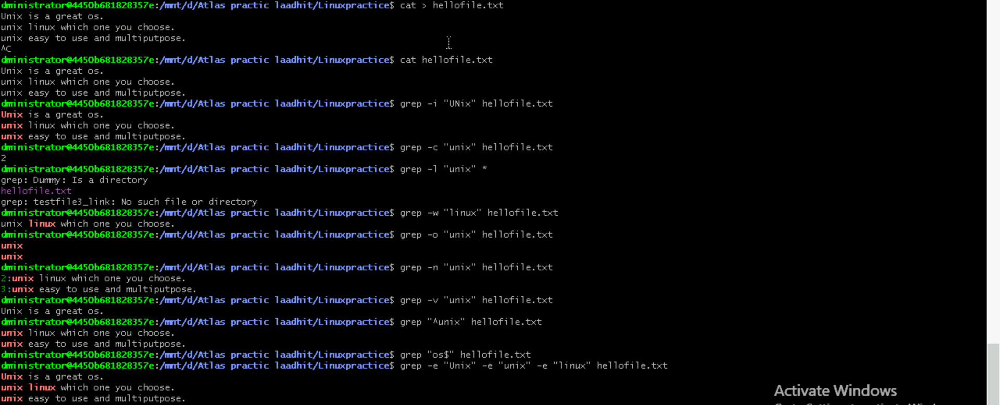 dministrator@4450b681828357e:/mnt/d/Atlas practic laadhit/Linuxpractice$ cat > hellofile.txt
Unix is a great os.
unix linux which one you choose.
unix easy to use and multiputpose.
^C
dministrator@4450b681828357e:/mnt/d/Atlas practic laadhit/Linuxpractice$ cat hellofile.txt
Unix is a great os.
unix linux which one you choose.
unix easy to use and multiputpose.
dministrator@4450b681828357e:/mnt/d/Atlas practic laadhit/Linuxpractice$ grep -i "UNix" hellofile.txt
Unix is a great os.
unix linux which one you choose.
unix easy to use and multiputpose.
dministrator@4450b681828357e:/mnt/d/Atlas practic laadhit/Linuxpractice$ grep -c "unix" hellofile.txt
2
dministrator@4450b681828357e:/mnt/d/Atlas practic laadhit/Linuxpractice$ grep -l "unix" *
grep: Dummy: Is a directory
hellofile.txt
grep: testfile3_link: No such file or directory
dministrator@4450b681828357e:/mnt/d/Atlas practic laadhit/Linuxpractice$ grep -w "linux" hellofile.txt
unix linux which one you choose.
dministrator@4450b681828357e:/mnt/d/Atlas practic laadhit/Linuxpractice$ grep -o "unix" hellofile.txt
unix
unix
dministrator@4450b681828357e:/mnt/d/Atlas practic laadhit/Linuxpractice$ grep -n "unix" hellofile.txt
2:unix linux which one you choose.
3:unix easy to use and multiputpose.
dministrator@4450b681828357e:/mnt/d/Atlas practic laadhit/Linuxpractice$ grep -v "unix" hellofile.txt
Unix is a great os.
dministrator@4450b681828357e:/mnt/d/Atlas practic laadhit/Linuxpractice$ grep "^unix" hellofile.txt
unix linux which one you choose.
unix easy to use and multiputpose.
dministrator@4450b681828357e:/mnt/d/Atlas practic laadhit/Linuxpractice$ grep "os$" hellofile.txt
dministrator@4450b681828357e:/mnt/d/Atlas practic laadhit/Linuxpractice$ grep -e "Unix" -e "unix" -e "linux" hellofile.txt
Unix is a great os.
unix linux which one you choose.
unix easy to use and multiputpose.
Activate Windows